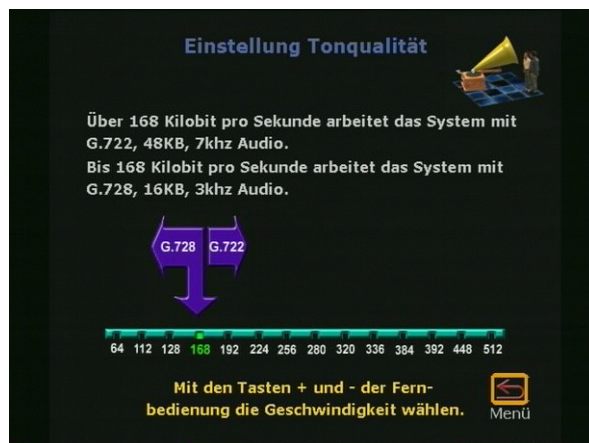 Einstellung Tonqualität
Über 168 Kilobit pro Sekunde arbeitet das System mit
G.722, 48KB, 7khz Audio.
Bis 168 Kilobit pro Sekunde arbeitet das System mit
G.728, 16KB, 3khz Audio.
G.728 G.722
64 112 128 168 192 224 256 280 320 336 384 392 448 512
Mit den Tasten + und - der Fern-
bedienung die Geschwindigkeit wählen.
Menü